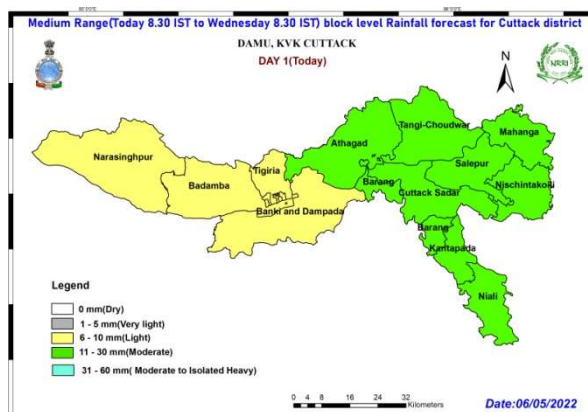 Medium Range(Today 8.30 IST to Wednesday 8.30 IST) block level Rainfall forecast for Cuttack district
DAMU, KVK CUTTACK
DAY 1(Today)
N
NRRI
Tangi-Choudwar
Mahanga
Athagad
Narasinghpur
Tigiria
Salepur
Badamba
Barang
Nischintakoili
Cuttack Sadar
Banki and Dampada
Barang
Kantapada
Niali
Legend
0 mm(Dry)
1 - 5 mm(Very light)
6 - 10 mm(Light)
11 - 30 mm(Moderate)
31 - 60 mm( Moderate to Isolated Heavy)
0 4 8 16 24 32
Kilometers
Date:06/05/2022